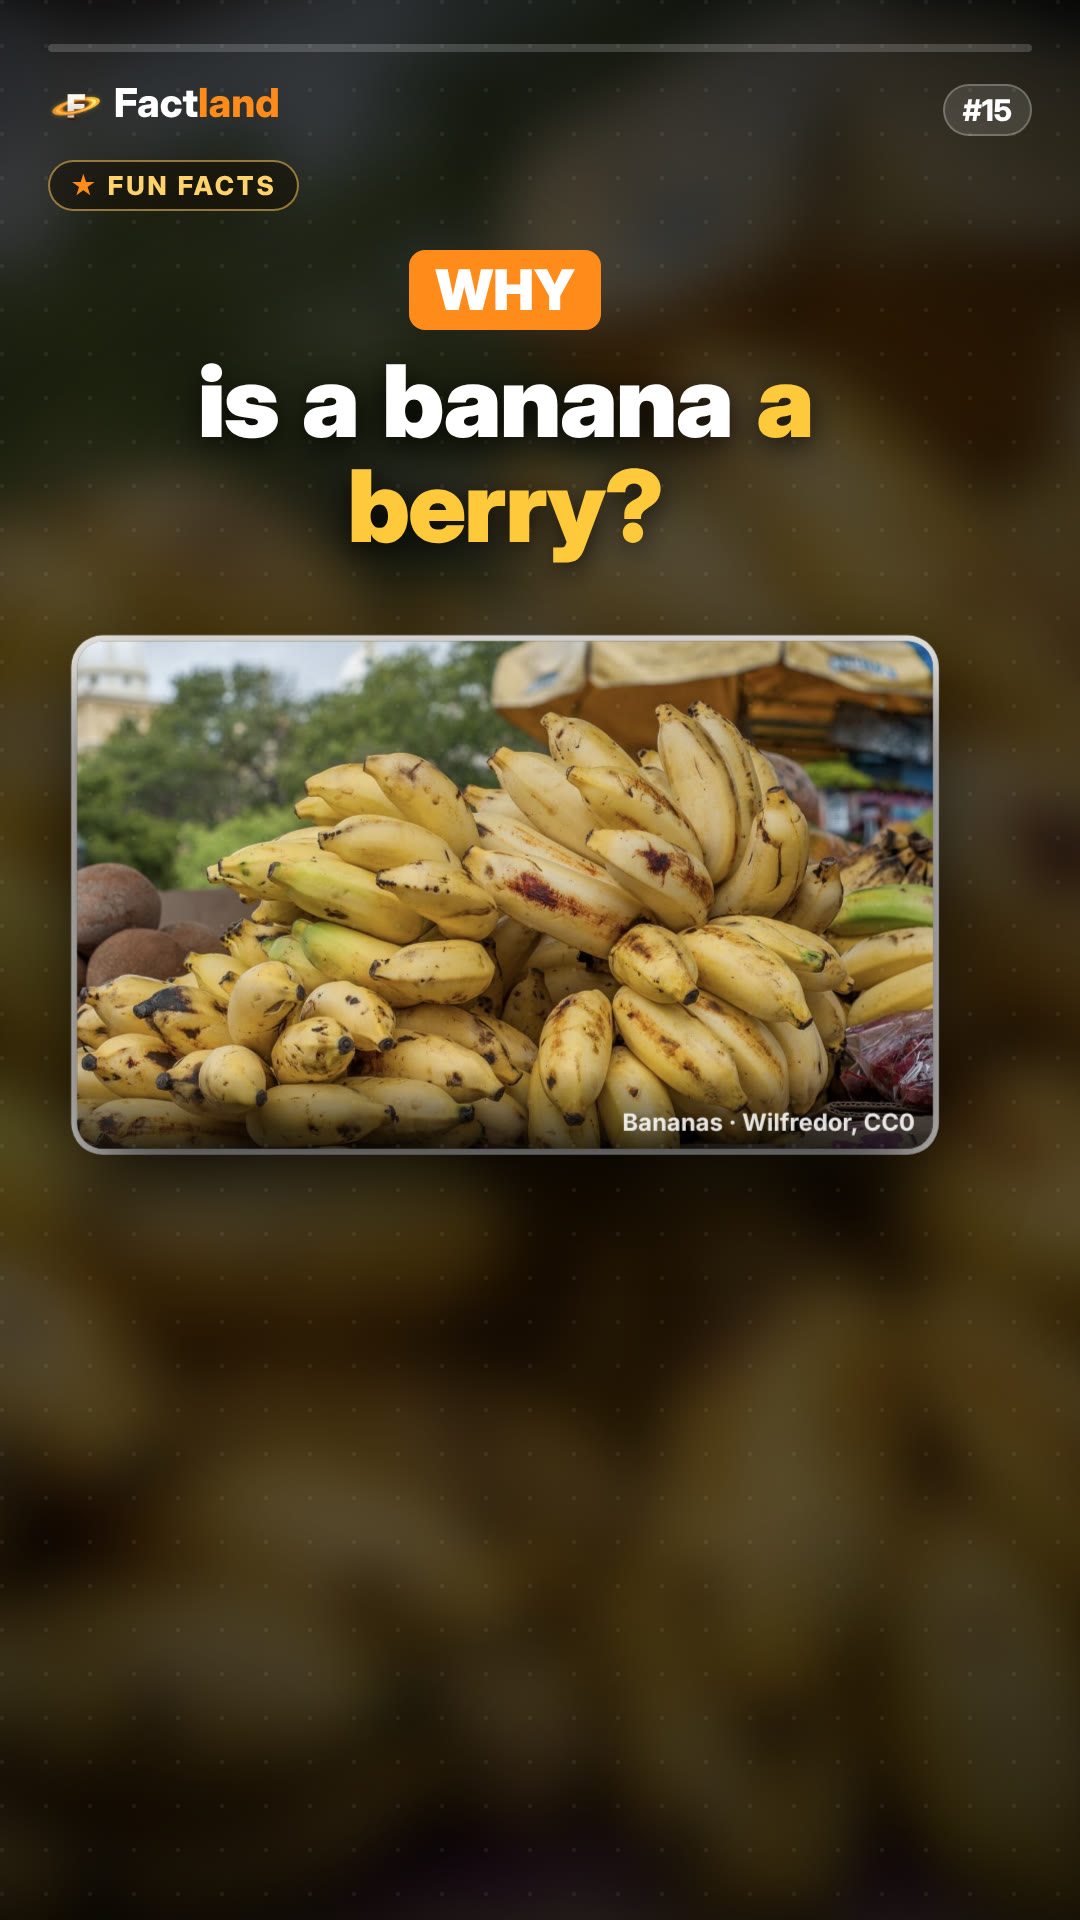 Factland
#15
★ FUN FACTS
WHY
is a banana a
berry?
Bananas · Wilfredor, CC0